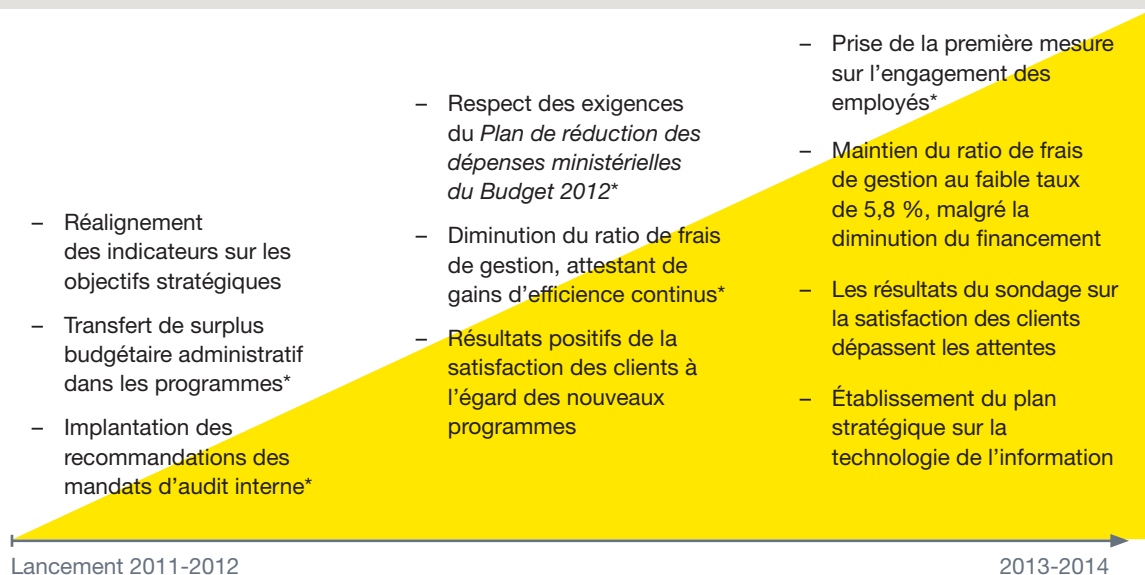 – Réalignement
des indicateurs sur les
objectifs stratégiques
– Transfert de surplus
budgétaire administratif
dans les programmes*
– Implantation des
recommandations des
mandats d’audit interne*
– Respect des exigences
du Plan de réduction des
dépenses ministérielles
du Budget 2012*
– Diminution du ratio de frais
de gestion, attestant de
gains d’efficience continus*
– Résultats positifs de la
satisfaction des clients à
l’égard des nouveaux
programmes
– Prise de la première mesure
sur l’engagement des
employés*
– Maintien du ratio de frais
de gestion au faible taux
de 5,8 %, malgré la
diminution du financement
– Les résultats du sondage sur
la satisfaction des clients
dépassent les attentes
– Établissement du plan
stratégique sur la
technologie de l’information
Lancement 2011-2012
2013-2014